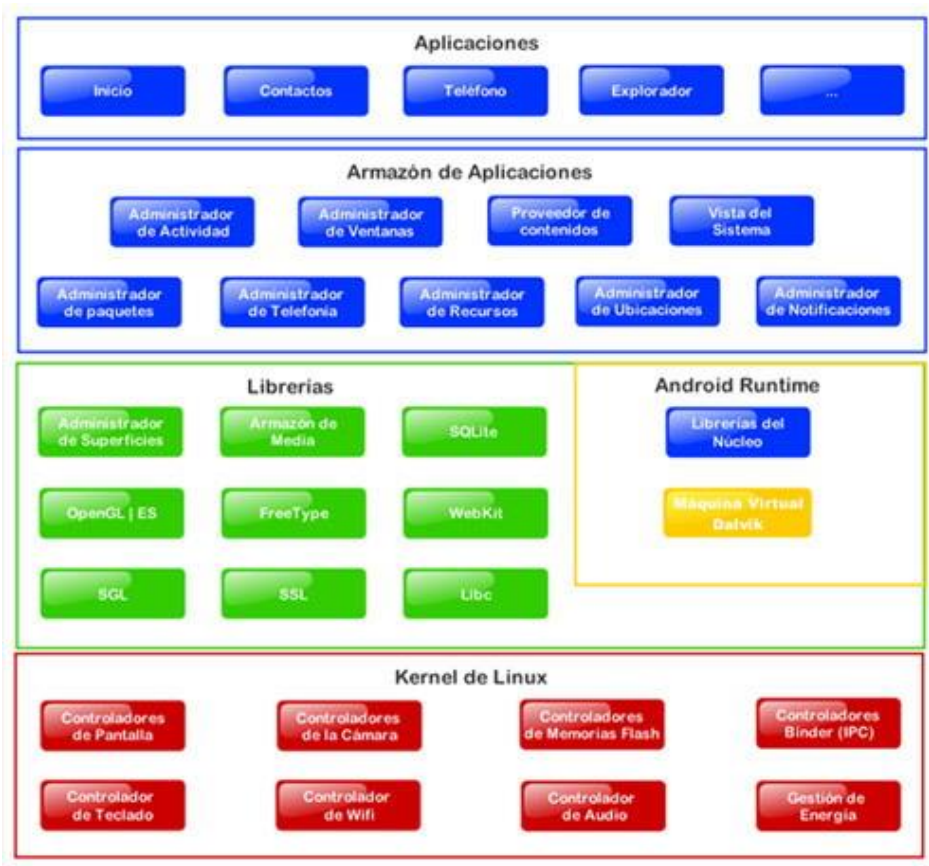 Aplicaciones
Inicio
Contactos
Teléfono
Explorador
...
Armazón de Aplicaciones
Administrador
de Actividad
Administrador
de Ventanas
Proveedor de
contenidos
Vista del
Sistema
Administrador
de paquetes
Administrador
de Telefonía
Administrador
de Recursos
Administrador
de Ubicaciones
Administrador
de Notificaciones
Librerías
Administrador
de Superficies
Armazón de
Media
SQLite
OpenGL | ES
FreeType
WebKit
SGL
SSL
Libc
Android Runtime
Librerías del
Núcleo
Máquina Virtual
Dalvik
Kernel de Linux
Controladores
de Pantalla
Controladores
de la Cámara
Controladores
de Memorias Flash
Controladores
Binder (IPC)
Controlador
de Teclado
Controlador
de Wifi
Controlador
de Audio
Gestión de
Energía